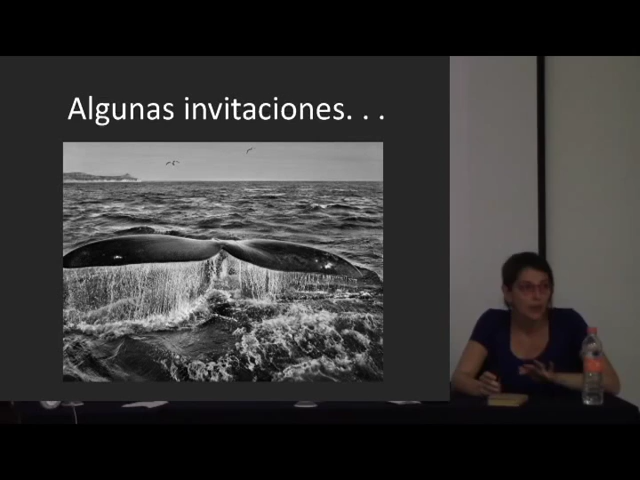 Algunas invitaciones. . .